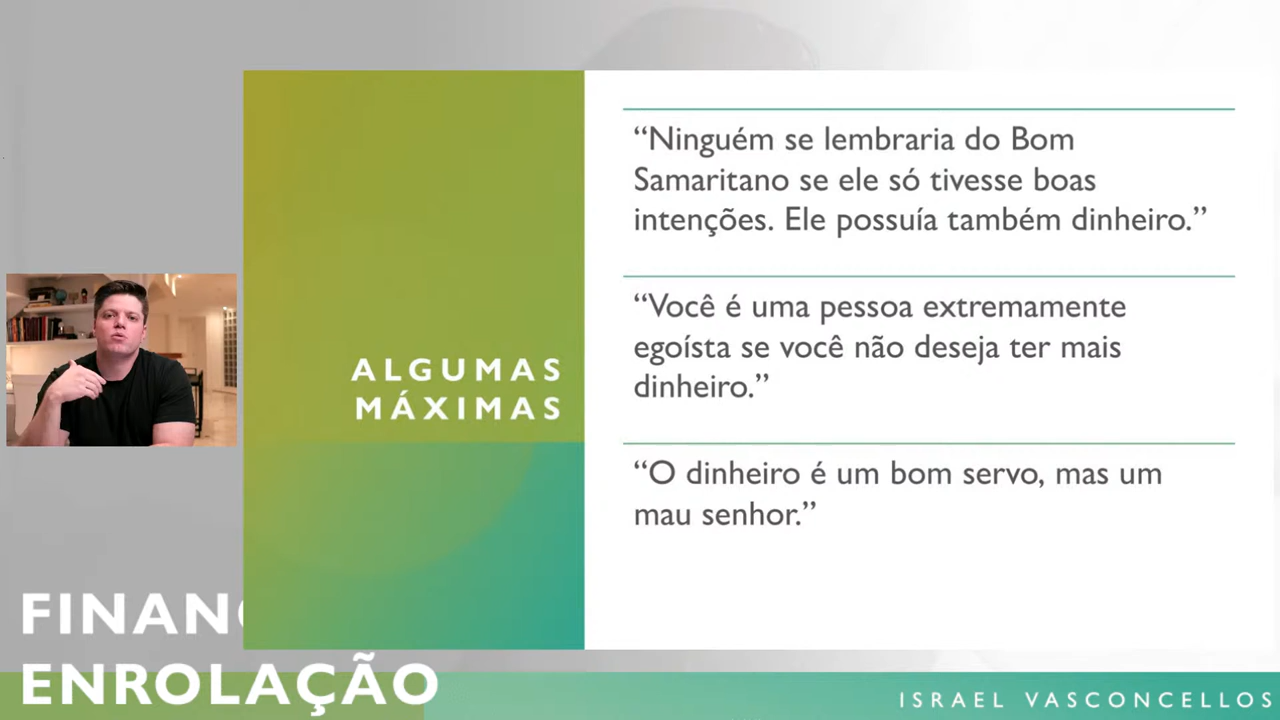 ALGUMAS
MÁXIMAS
“Ninguém se lembraria do Bom
Samaritano se ele só tivesse boas
intenções. Ele possuía também dinheiro.”
“Você é uma pessoa extremamente
egoísta se você não deseja ter mais
dinheiro.”
“O dinheiro é um bom servo, mas um
mau senhor.”
FINAN
ENROLAÇÃO
ISRAEL VASCONCELLOS